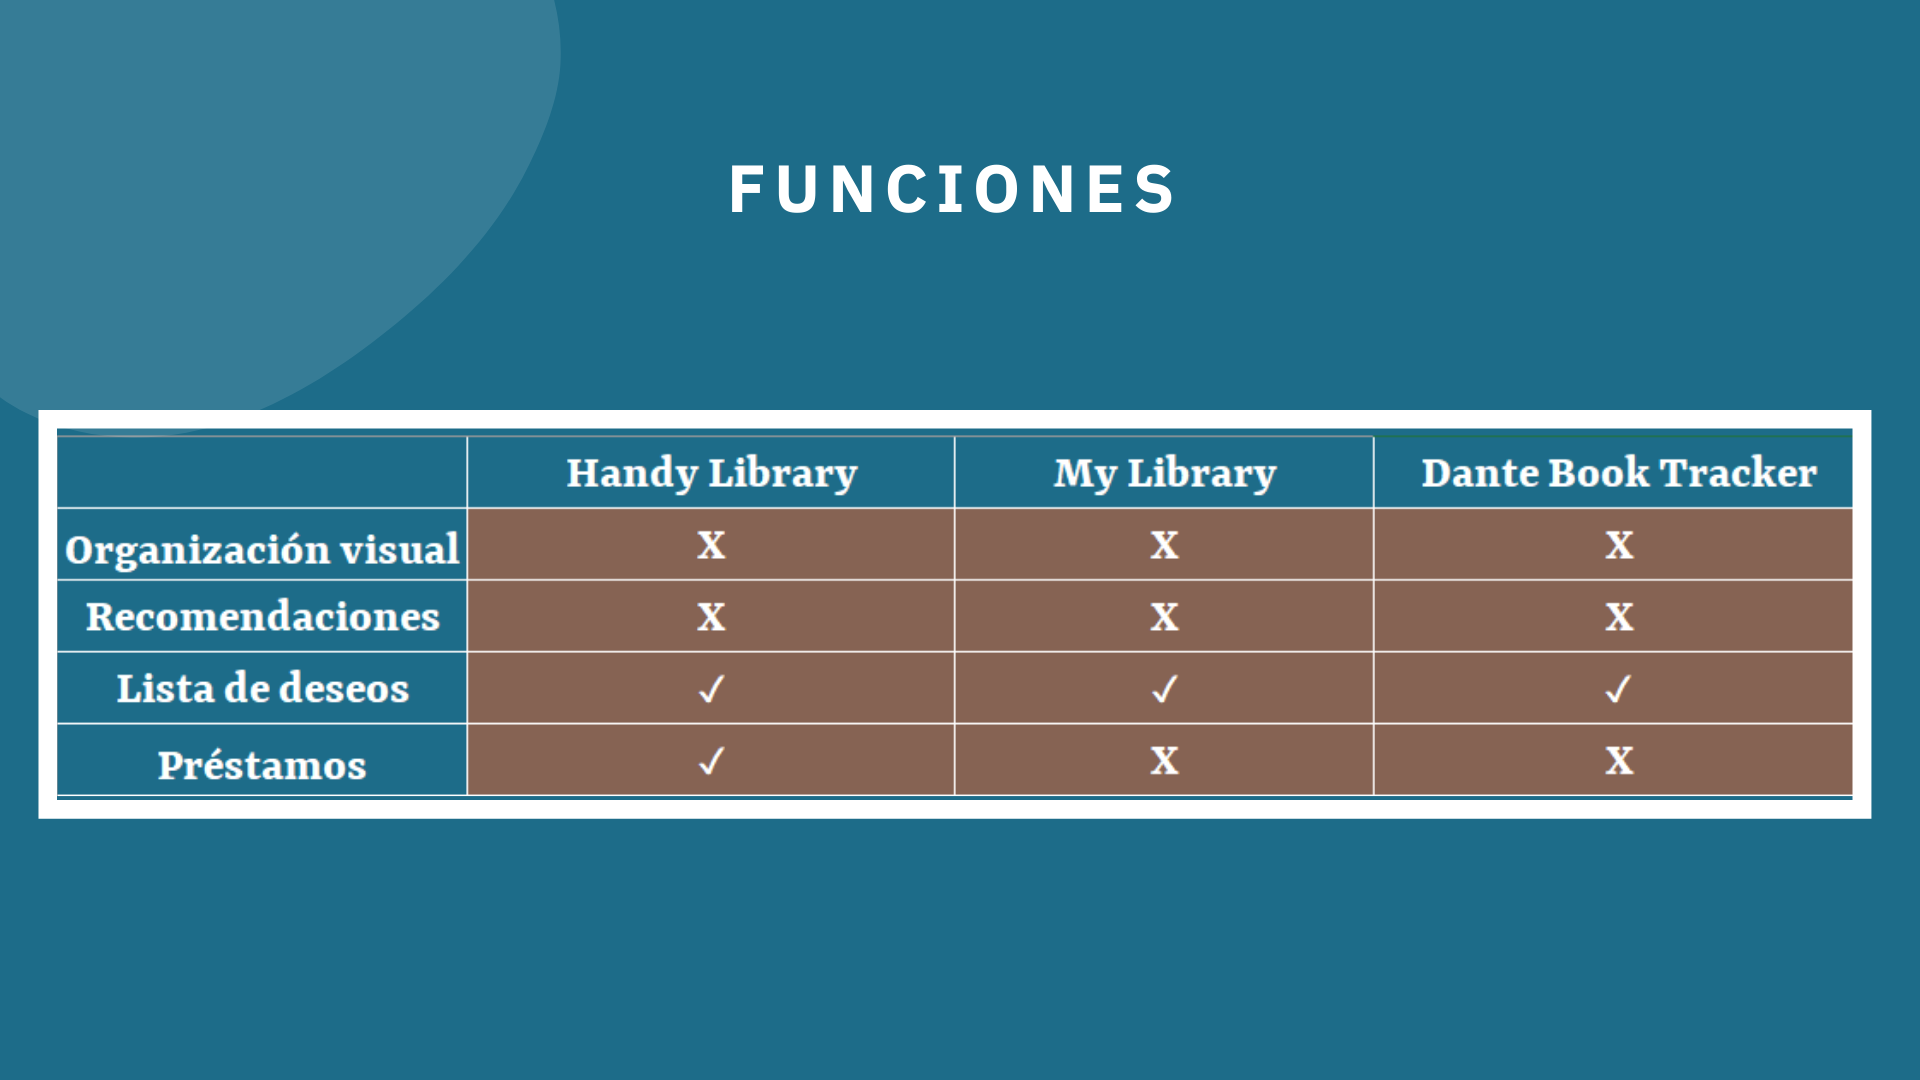 FUNCIONES
Handy Library My Library Dante Book Tracker
Organización visual X X X
Recomendaciones X X X
Lista de deseos ✓ ✓ ✓
Préstamos ✓ X X